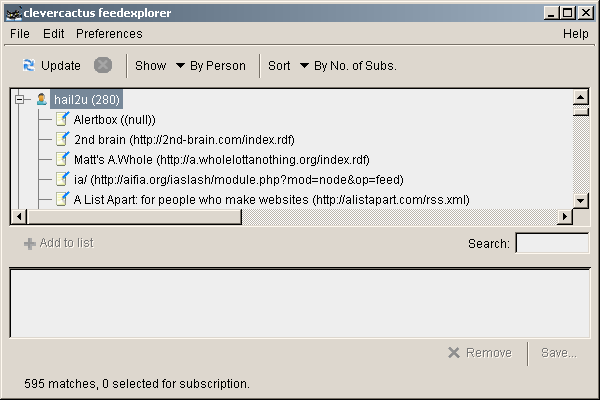 clevercactus feedexplorer
File Edit Preferences Help
Update Show By Person Sort By No. of Subs.
hail2u (280)
Alertbox ((null))
2nd brain (http://2nd-brain.com/index.rdf)
Matt's A.Whole (http://a.wholelottanothing.org/index.rdf)
ia/ (http://aifia.org/iaslash/module.php?mod=node&op=feed)
A List Apart: for people who make websites (http://alistapart.com/rss.xml)
Add to list Search:
Remove Save...
595 matches, 0 selected for subscription.